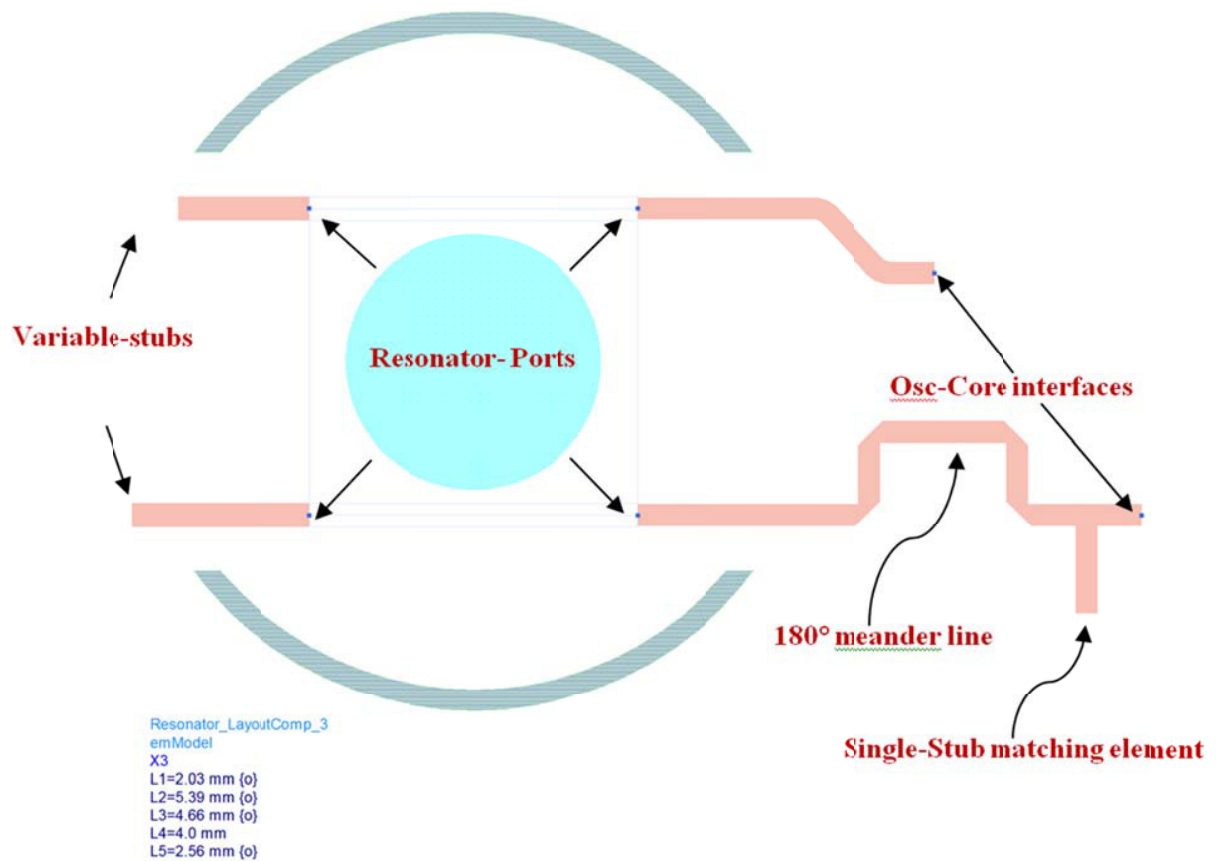 Variable-stubs
Resonator- Ports
Osc-Core interfaces
180° meander line
Single-Stub matching element
Resonator_LayoutComp_3
emModel
X3
L1=2.03 mm {o}
L2=5.39 mm {o}
L3=4.66 mm {o}
L4=4.0 mm
L5=2.56 mm {o}